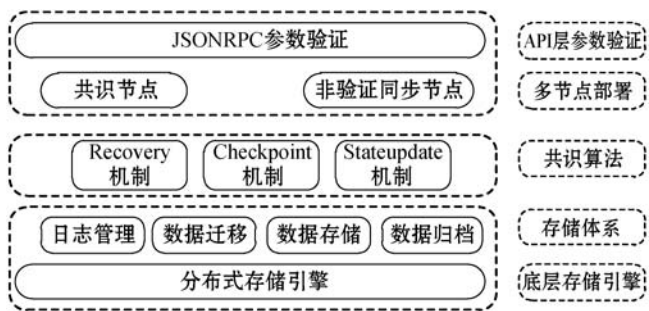 JSONRPC参数验证
API层参数验证
共识节点
非验证同步节点
多节点部署
Recovery
机制
Checkpoint
机制
Stateupdate
机制
共识算法
日志管理
数据迁移
数据存储
数据归档
存储体系
分布式存储引擎
底层存储引擎